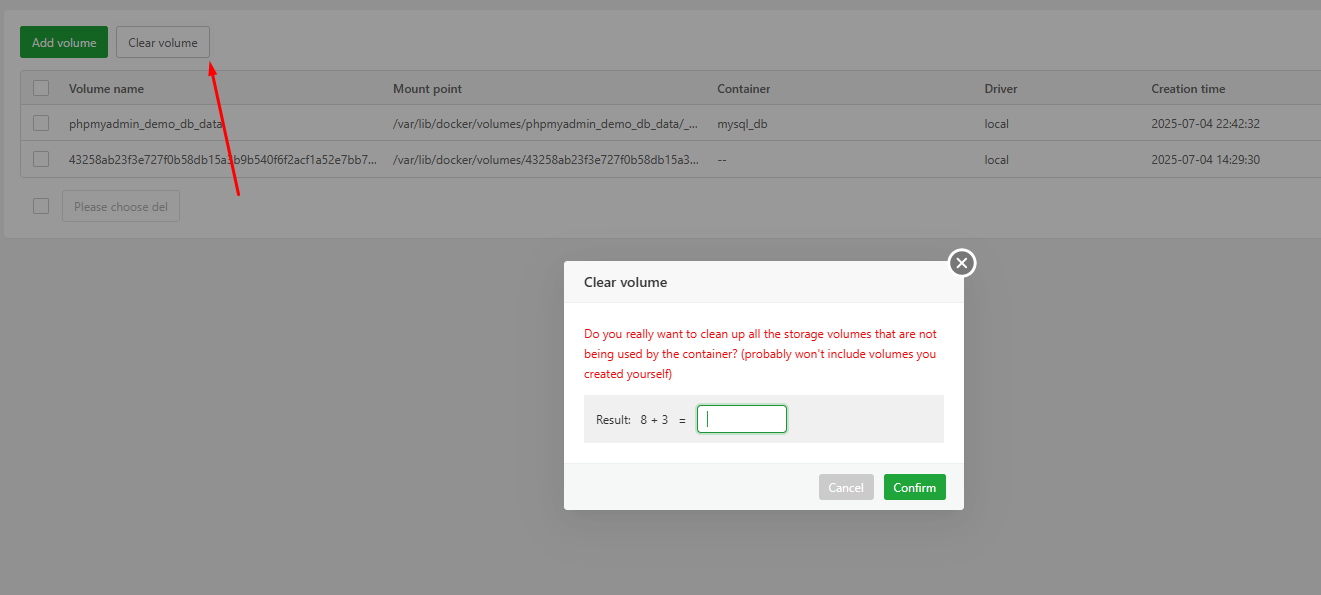 Add volume Clear volume
Volume name Mount point Container Driver Creation time
phpmyadmin_demo_db_data /var/lib/docker/volumes/phpmyadmin_demo_db_data/_... mysql_db local 2025-07-04 22:42:32
43258ab23f3e727f0b58db15a3b9b540f6f2acf1a52e7bb7... /var/lib/docker/volumes/43258ab23f3e727f0b58db15a3... -- local 2025-07-04 14:29:30
Please choose del
Clear volume
Do you really want to clean up all the storage volumes that are not
being used by the container? (probably won't include volumes you
created yourself)
Result: 8 + 3 =
Cancel Confirm